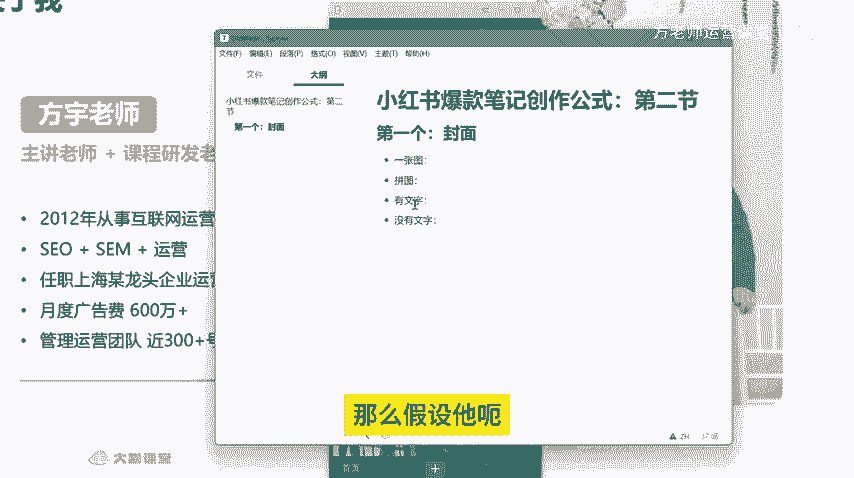 方老师运营
文件(F) 编辑(E) 段落(P) 格式(O) 视图(V) 主题(T) 帮助(H)
文件 大纲
小红书爆款笔记创作公式：第二
节
第一个：封面
小红书爆款笔记创作公式：第二节
第一个：封面
一张图：
拼图：
有文字：
没有文字：
方宇老师
主讲老师 + 课程研发老
2012年从事互联网运营
SEO + SEM + 运营
任职上海某龙头企业运营
月度广告费 600万+
管理运营团队 近300+号
那么假设他呃
ZH
首页